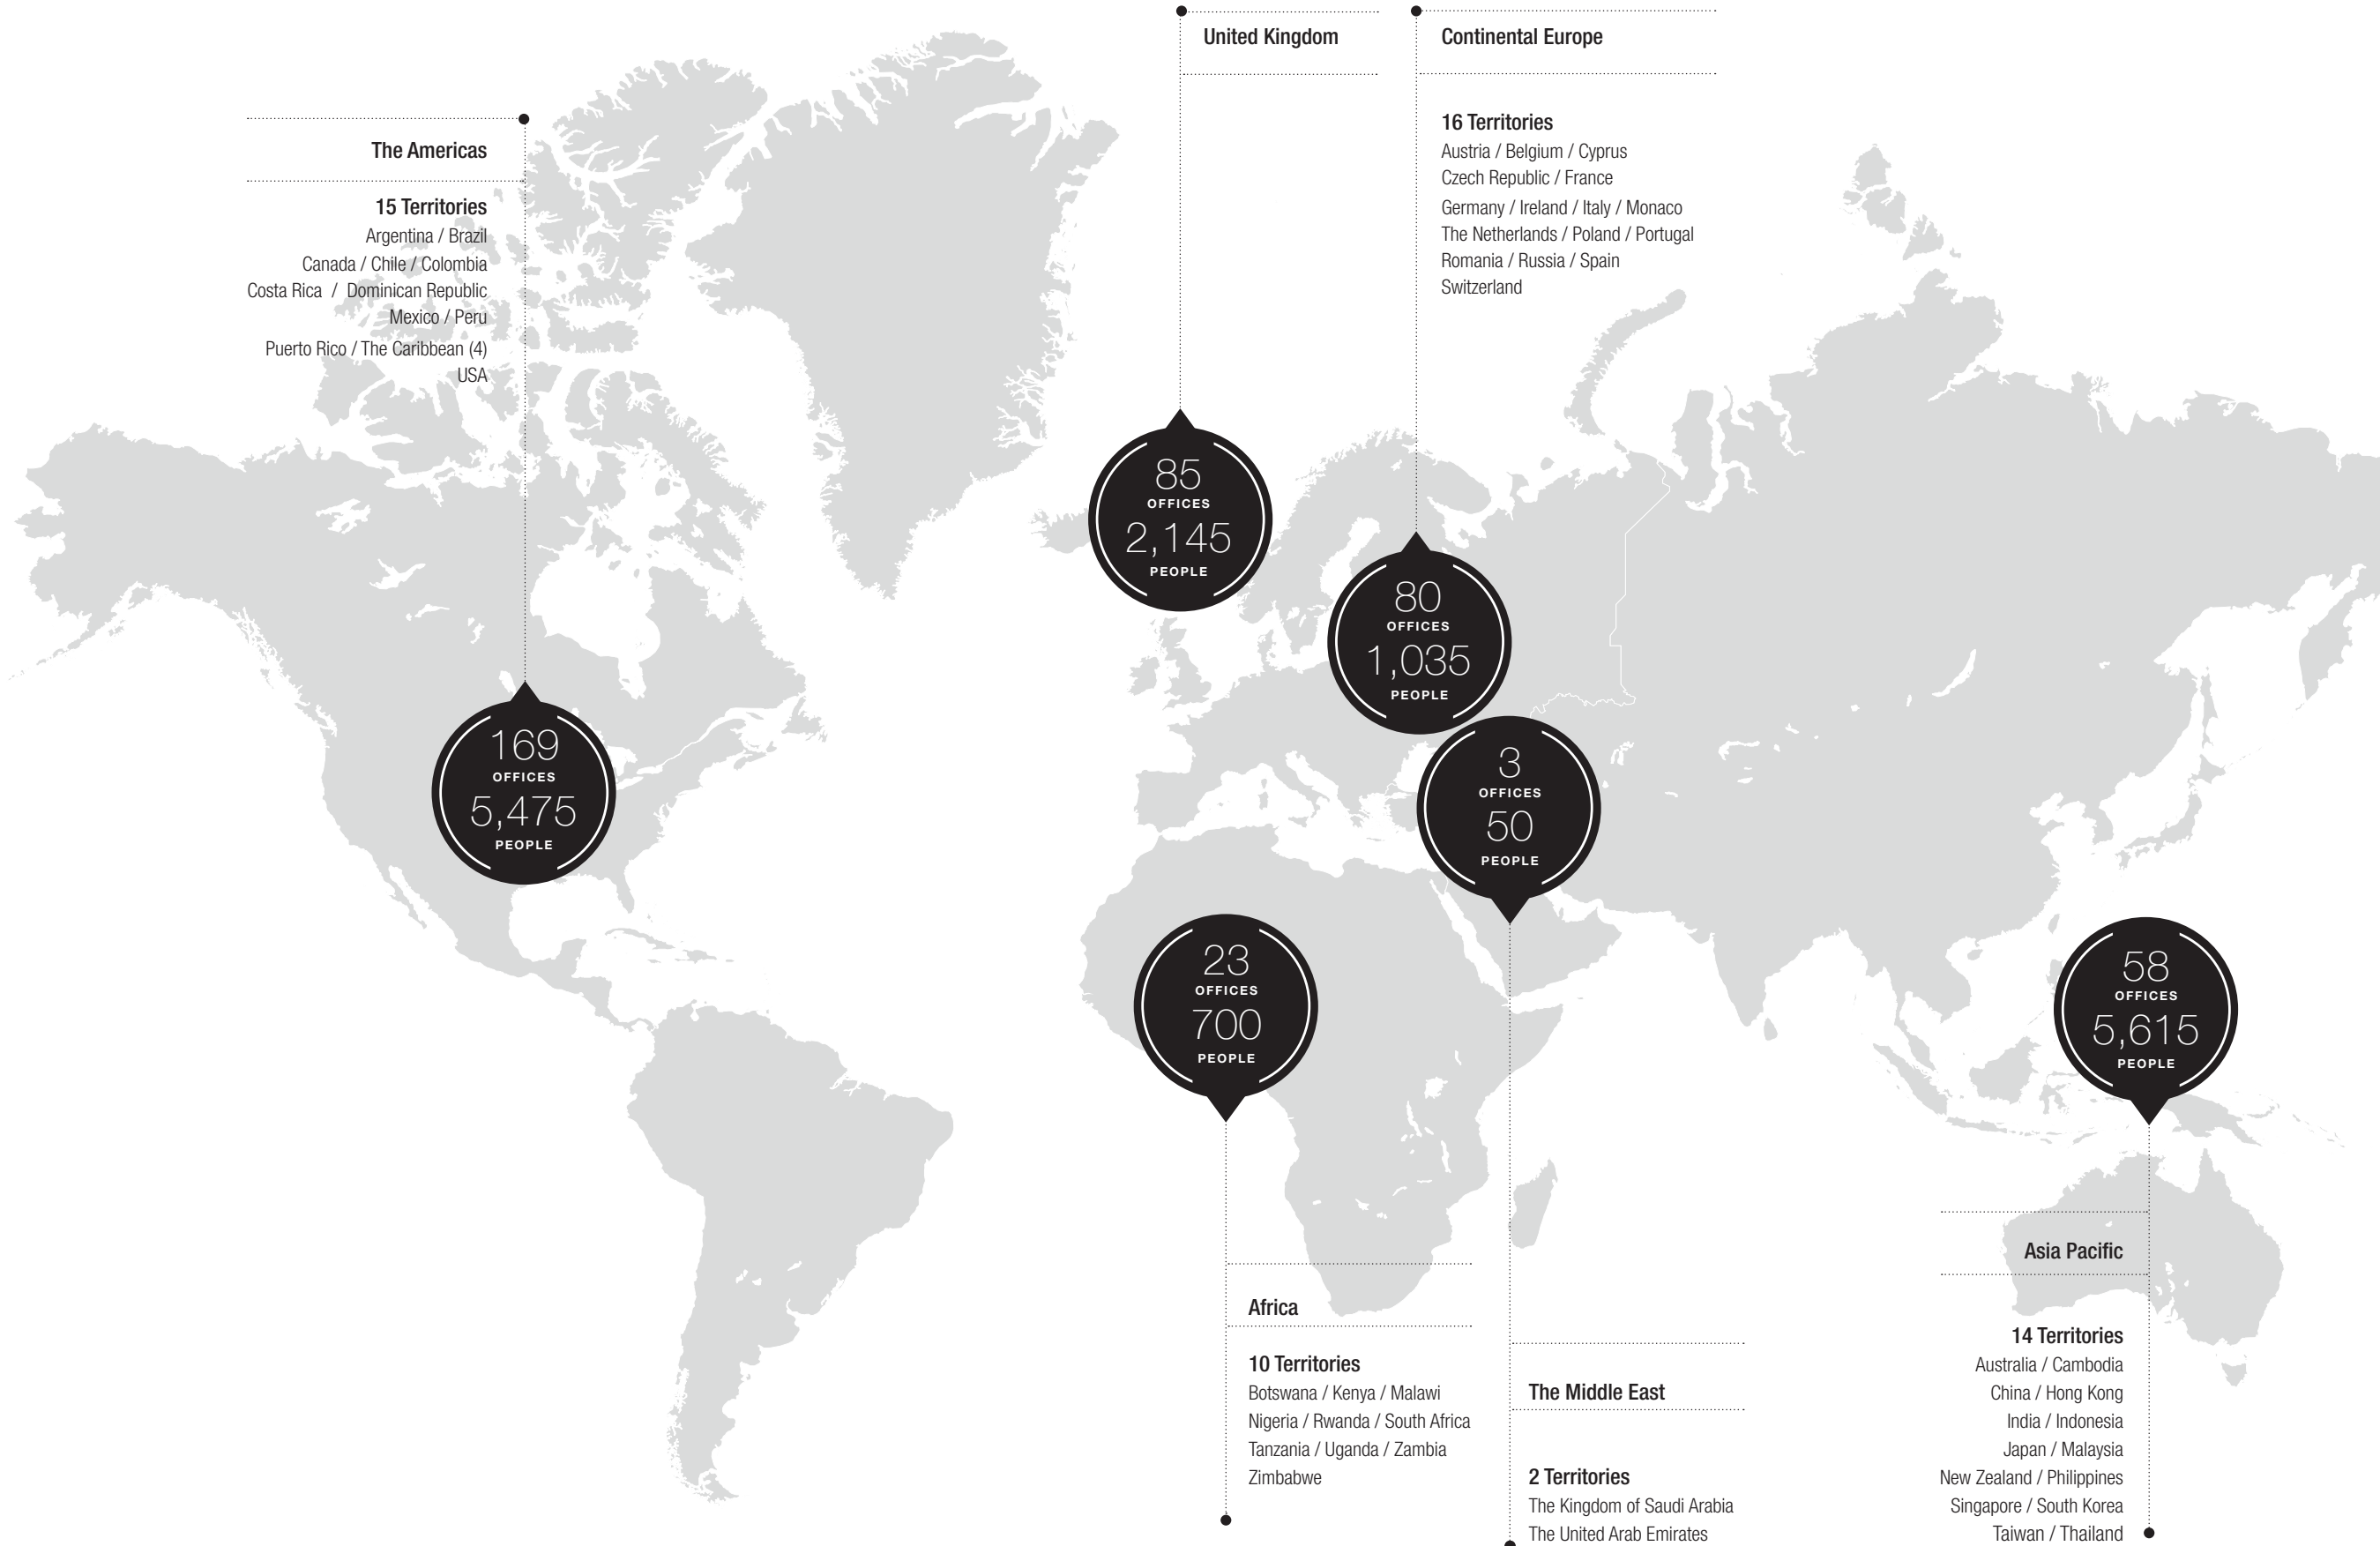 United Kingdom
Continental Europe
16 Territories
Austria / Belgium / Cyprus
Czech Republic / France
Germany / Ireland / Italy / Monaco
The Netherlands / Poland / Portugal
Romania / Russia / Spain
Switzerland
The Americas
15 Territories
Argentina / Brazil
Canada / Chile / Colombia
Costa Rica / Dominican Republic
Mexico / Peru
Puerto Rico / The Caribbean (4)
USA
85
OFFICES
2,145
PEOPLE
80
OFFICES
1,035
PEOPLE
169
OFFICES
5,475
PEOPLE
3
OFFICES
50
PEOPLE
23
OFFICES
700
PEOPLE
58
OFFICES
5,615
PEOPLE
Africa
10 Territories
Botswana / Kenya / Malawi
Nigeria / Rwanda / South Africa
Tanzania / Uganda / Zambia
Zimbabwe
The Middle East
2 Territories
The Kingdom of Saudi Arabia
The United Arab Emirates
Asia Pacific
14 Territories
Australia / Cambodia
China / Hong Kong
India / Indonesia
Japan / Malaysia
New Zealand / Philippines
Singapore / South Korea
Taiwan / Thailand